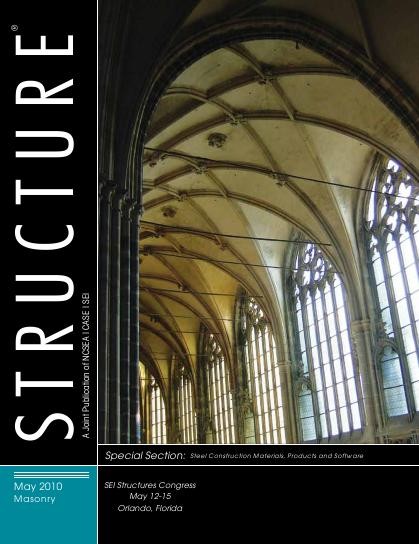 STRUCTURE®
A Joint Publication of NCSEA | CASE | SEI
Special Section: Steel Construction Materials, Products and Software
May 2010
Masonry
SEI Structures Congress
May 12-15
Orlando, Florida